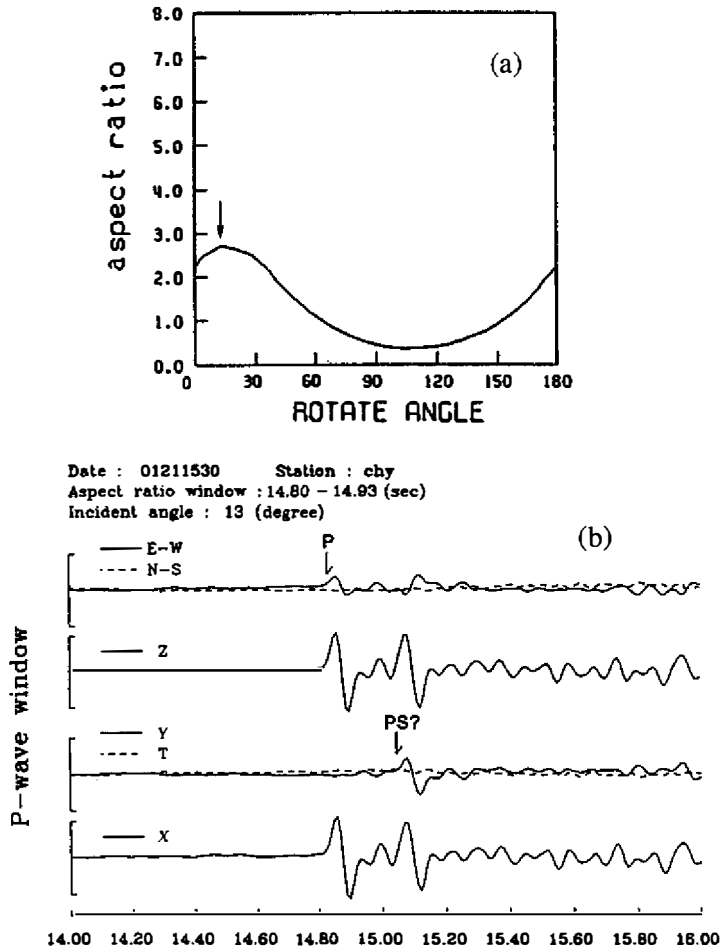 (a)
8.0
7.0
6.0
5.0
4.0
3.0
2.0
1.0
0.0
aspect ratio
0 30 60 90 120 150 180
ROTATE ANGLE
Date : 01211530 Station : chy
Aspect ratio window : 14.80 - 14.93 (sec)
Incident angle : 13 (degree)
(b)
P
E-W
N-S
Z
PS?
Y
T
X
P-wave window
14.00 14.20 14.40 14.60 14.80 15.00 15.20 15.40 15.60 15.80 16.00